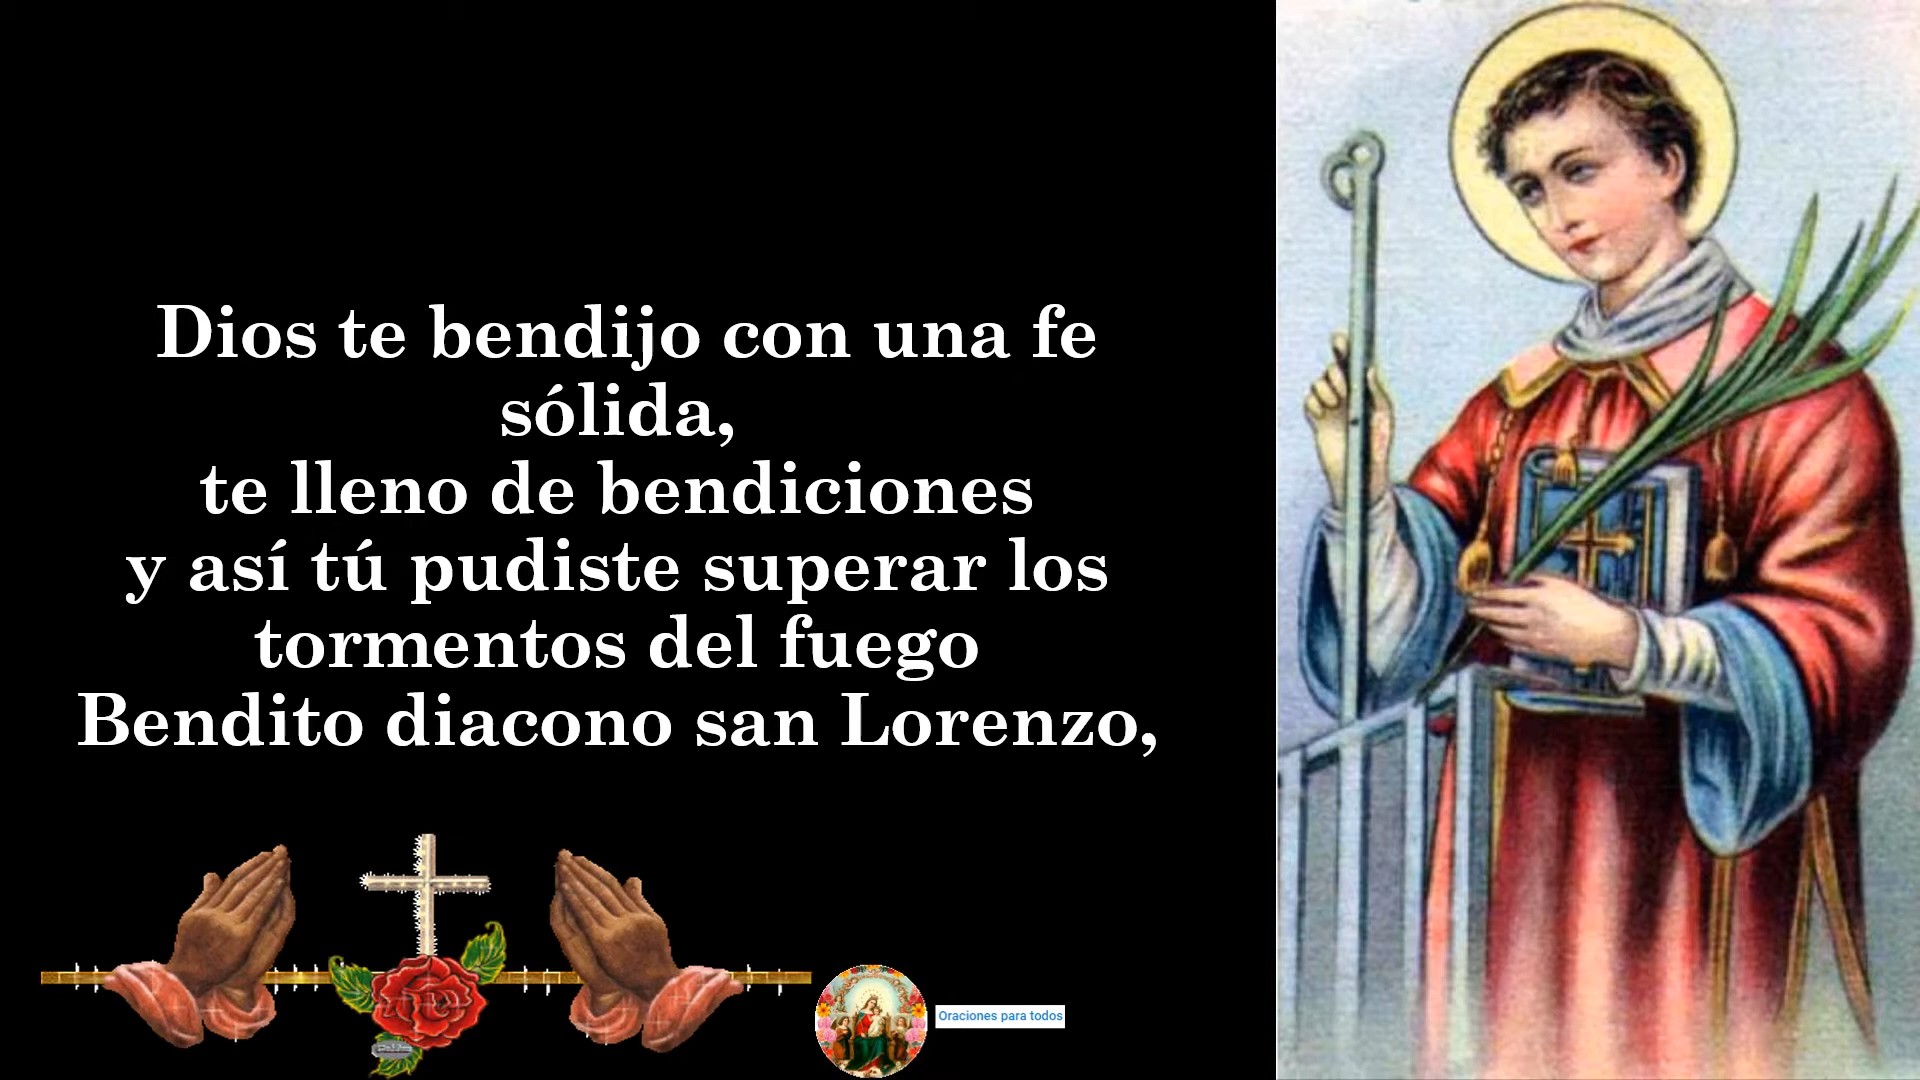 Dios te bendijo con una fe
sólida,
te lleno de bendiciones
y así tú pudiste superar los
tormentos del fuego
Bendito diacono san Lorenzo,
Oraciones para todos